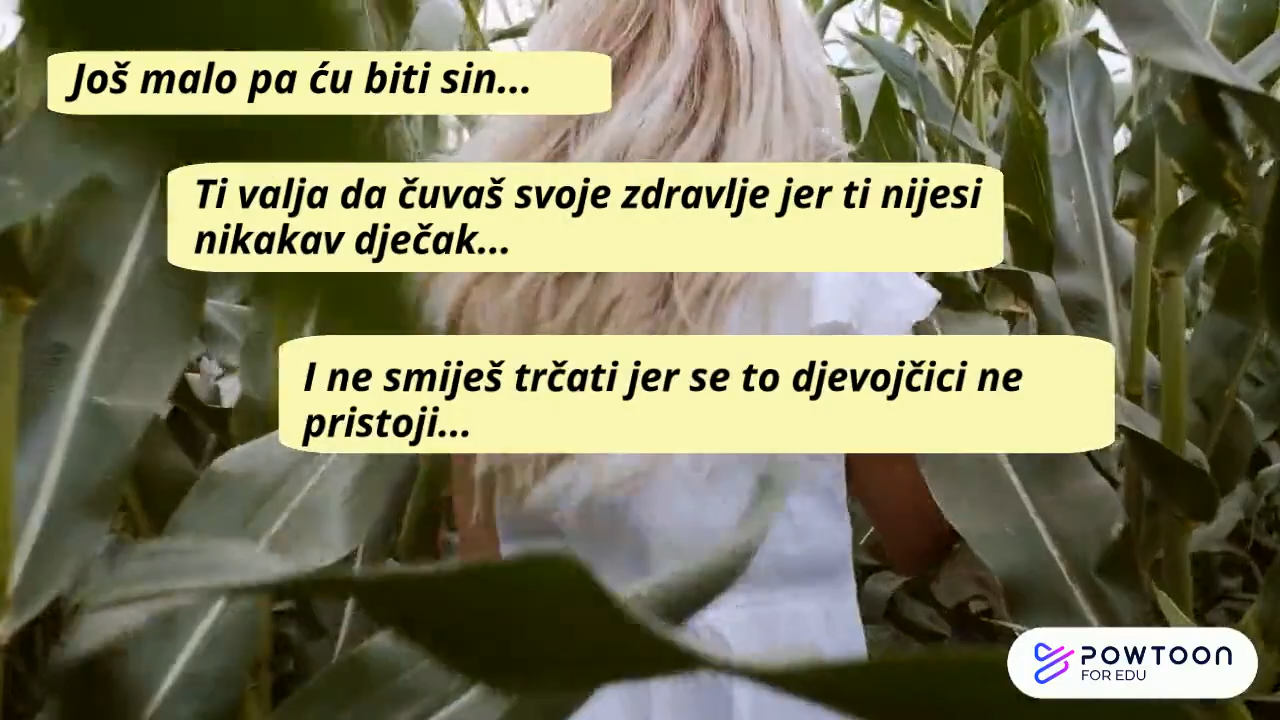 Još malo pa ću biti sin...
Ti valja da čuvaš svoje zdravlje jer ti nijesi
nikakav dječak...
I ne smiješ trčati jer se to djevojčici ne
pristoji...
POWTOON
FOR EDU